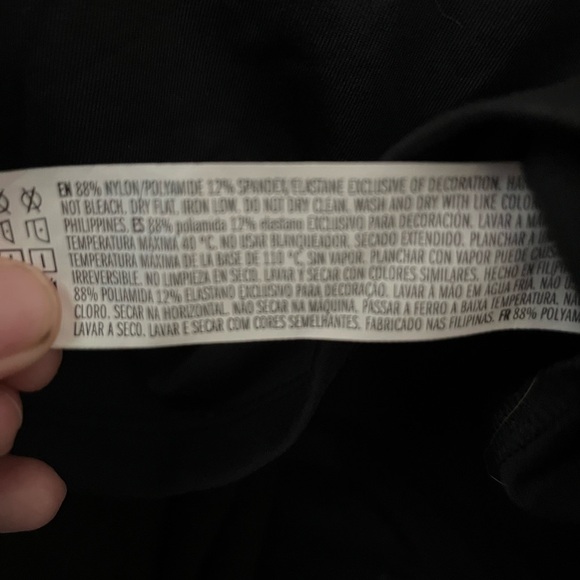 EN 88% NYLON/POLYAMIDE 12% SPANDEX/ELASTANE EXCLUSIVE OF DECORATION.
NOT BLEACH. DRY FLAT. IRON LOW. DO NOT DRY CLEAN. WASH AND DRY WITH LIKE
PHILIPPINES. ES 88% poliamida 12% elastano EXCLUSIVO PARA DECORACIÓN. LAVAR A
TEMPERATURA MÁXIMA 40 °C. NO USAR BLANQUEADOR. SECADO EXTENDIDO. PLANCHAR A
TEMPERATURA MÁXIMA DE LA BASE DE 110 °C, SIN VAPOR. PLANCHAR CON VAPOR PUEDE
IRREVERSIBLE. NO LIMPIEZA EN SECO. LAVAR Y SECAR CON COLORES SIMILARES. HECHO EN
88% POLIAMIDA 12% ELASTANO EXCLUSIVO PARA DECORAÇÃO. LAVAR A MÃO EM ÁGUA FRIA. NÃO
CLORO. SECAR NA HORIZONTAL. NÃO SECAR NA MAQUINA. PASSAR A FERRO A BAIXA TEMPERATURA.
LAVAR A SECO. LAVAR E SECAR COM CORES SEMELHANTES. FABRICADO NAS FILIPINAS. FR 88%